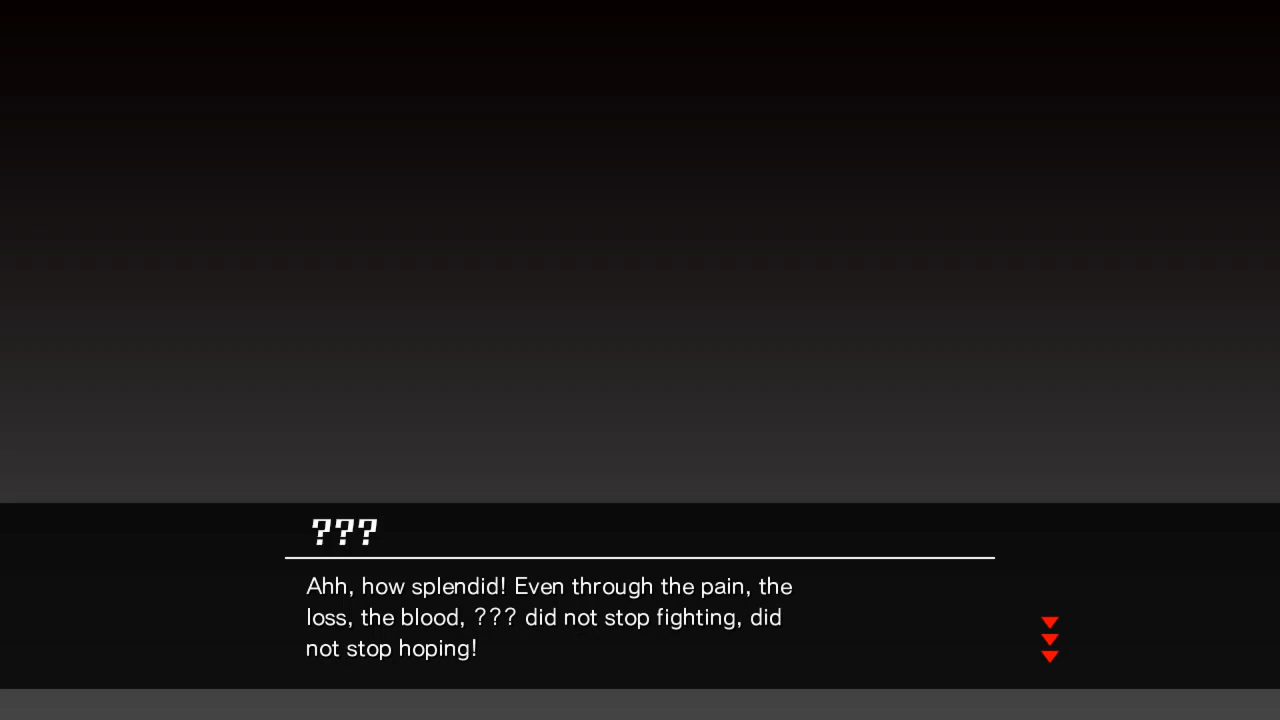 ???
Ahh, how splendid! Even through the pain, the
loss, the blood, ??? did not stop fighting, did
not stop hoping!